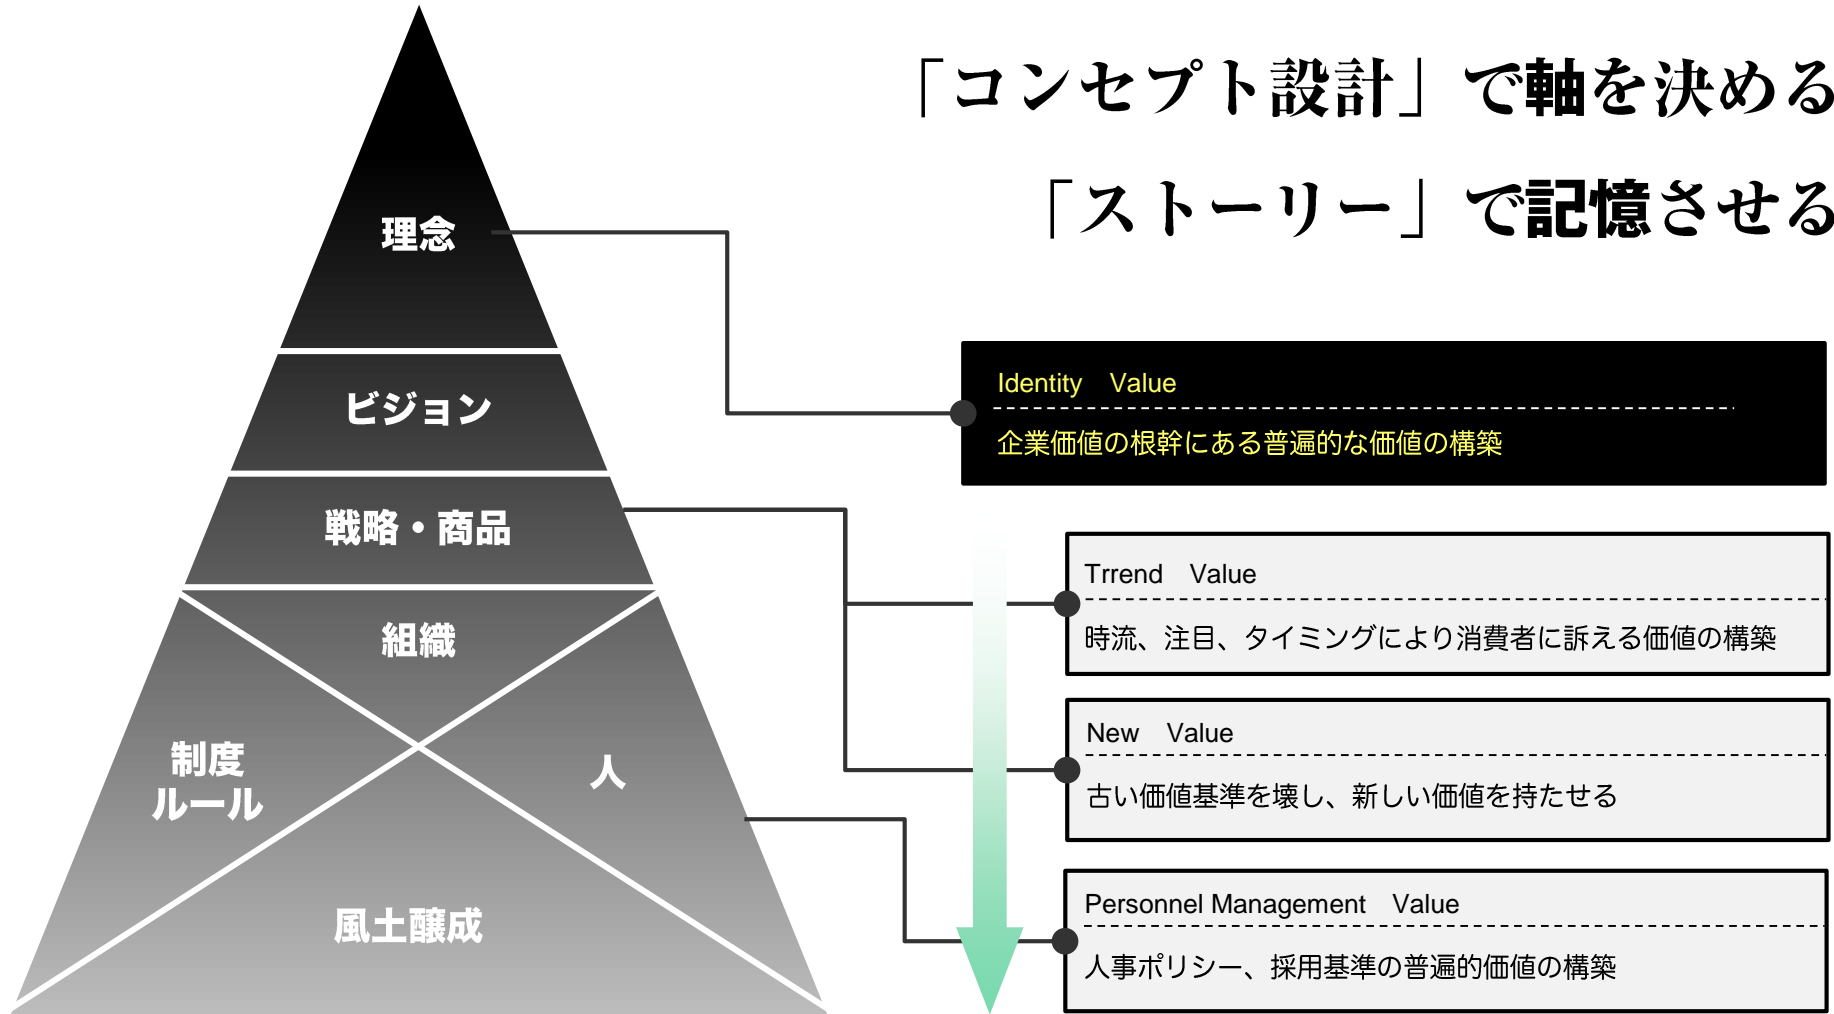 「コンセプト設計」で軸を決める
「ストーリー」で記憶させる
理念
ビジョン
戦略・商品
組織
制度
ルール
人
風土醸成
Identity　Value
企業価値の根幹にある普遍的な価値の構築
Trrend　Value
時流、注目、タイミングにより消費者に訴える価値の構築
New　Value
古い価値基準を壊し、新しい価値を持たせる
Personnel Management　Value
人事ポリシー、採用基準の普遍的価値の構築